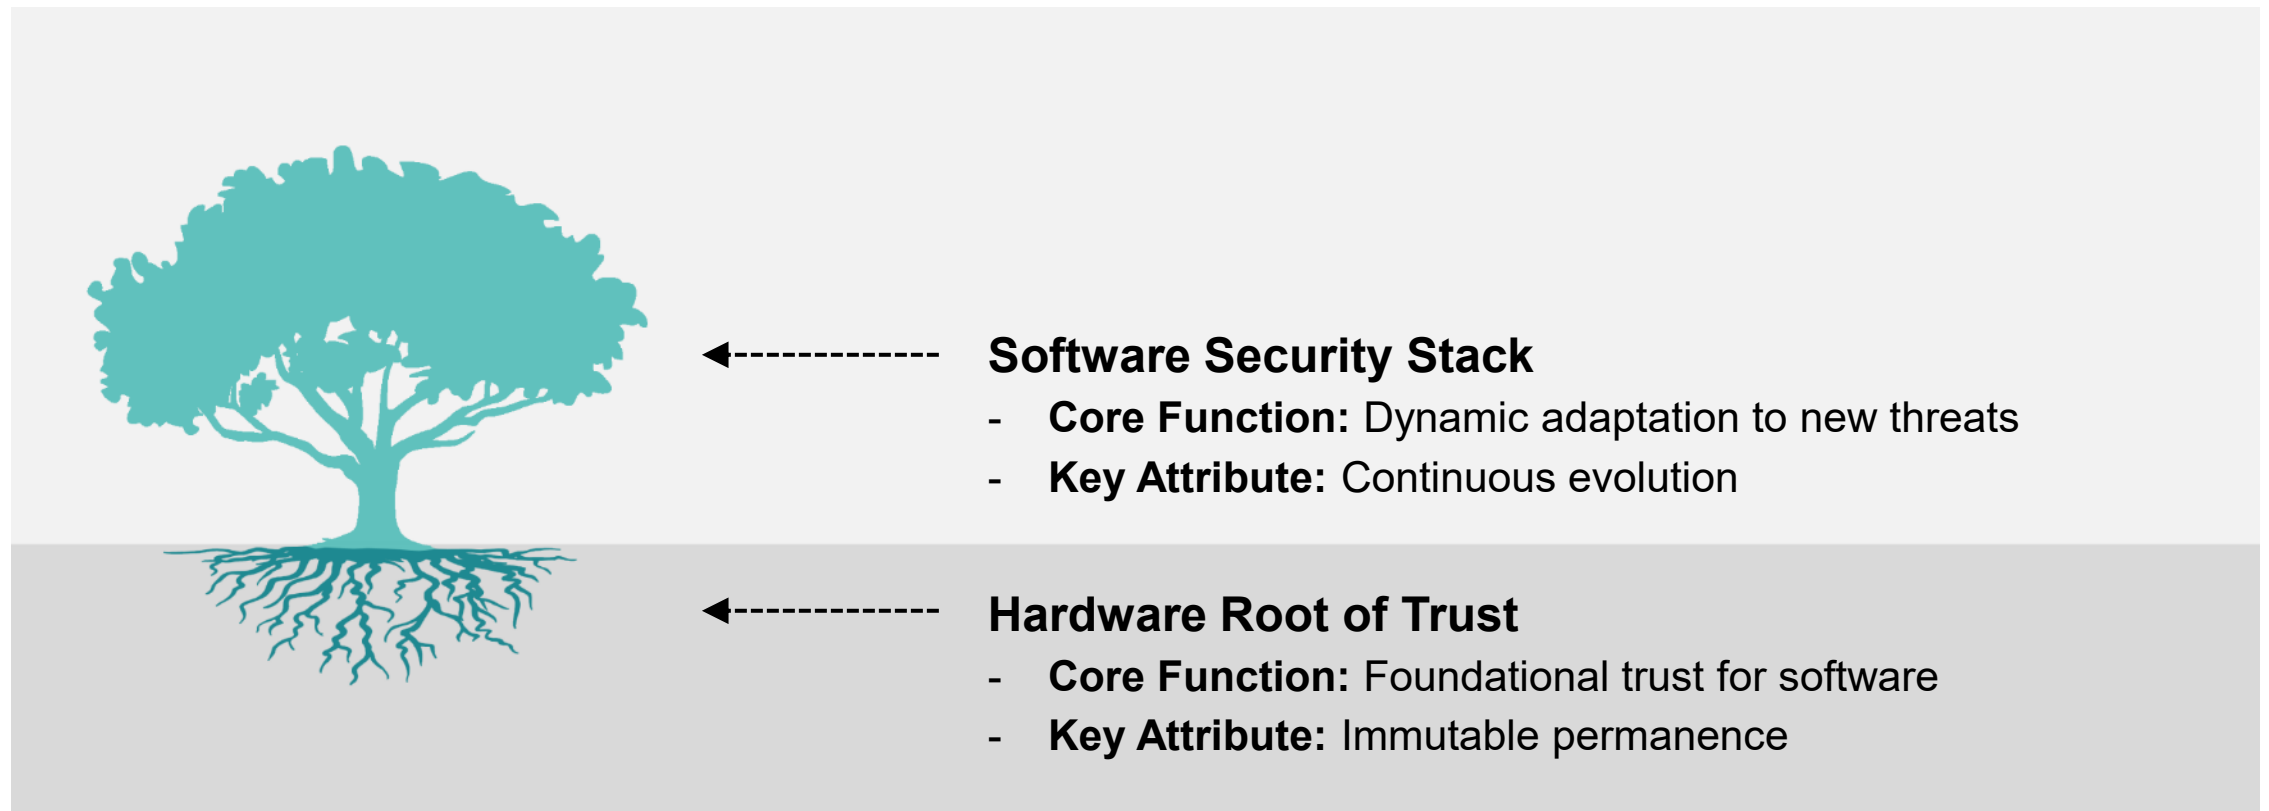 Software Security Stack
- Core Function: Dynamic adaptation to new threats
- Key Attribute: Continuous evolution
Hardware Root of Trust
- Core Function: Foundational trust for software
- Key Attribute: Immutable permanence